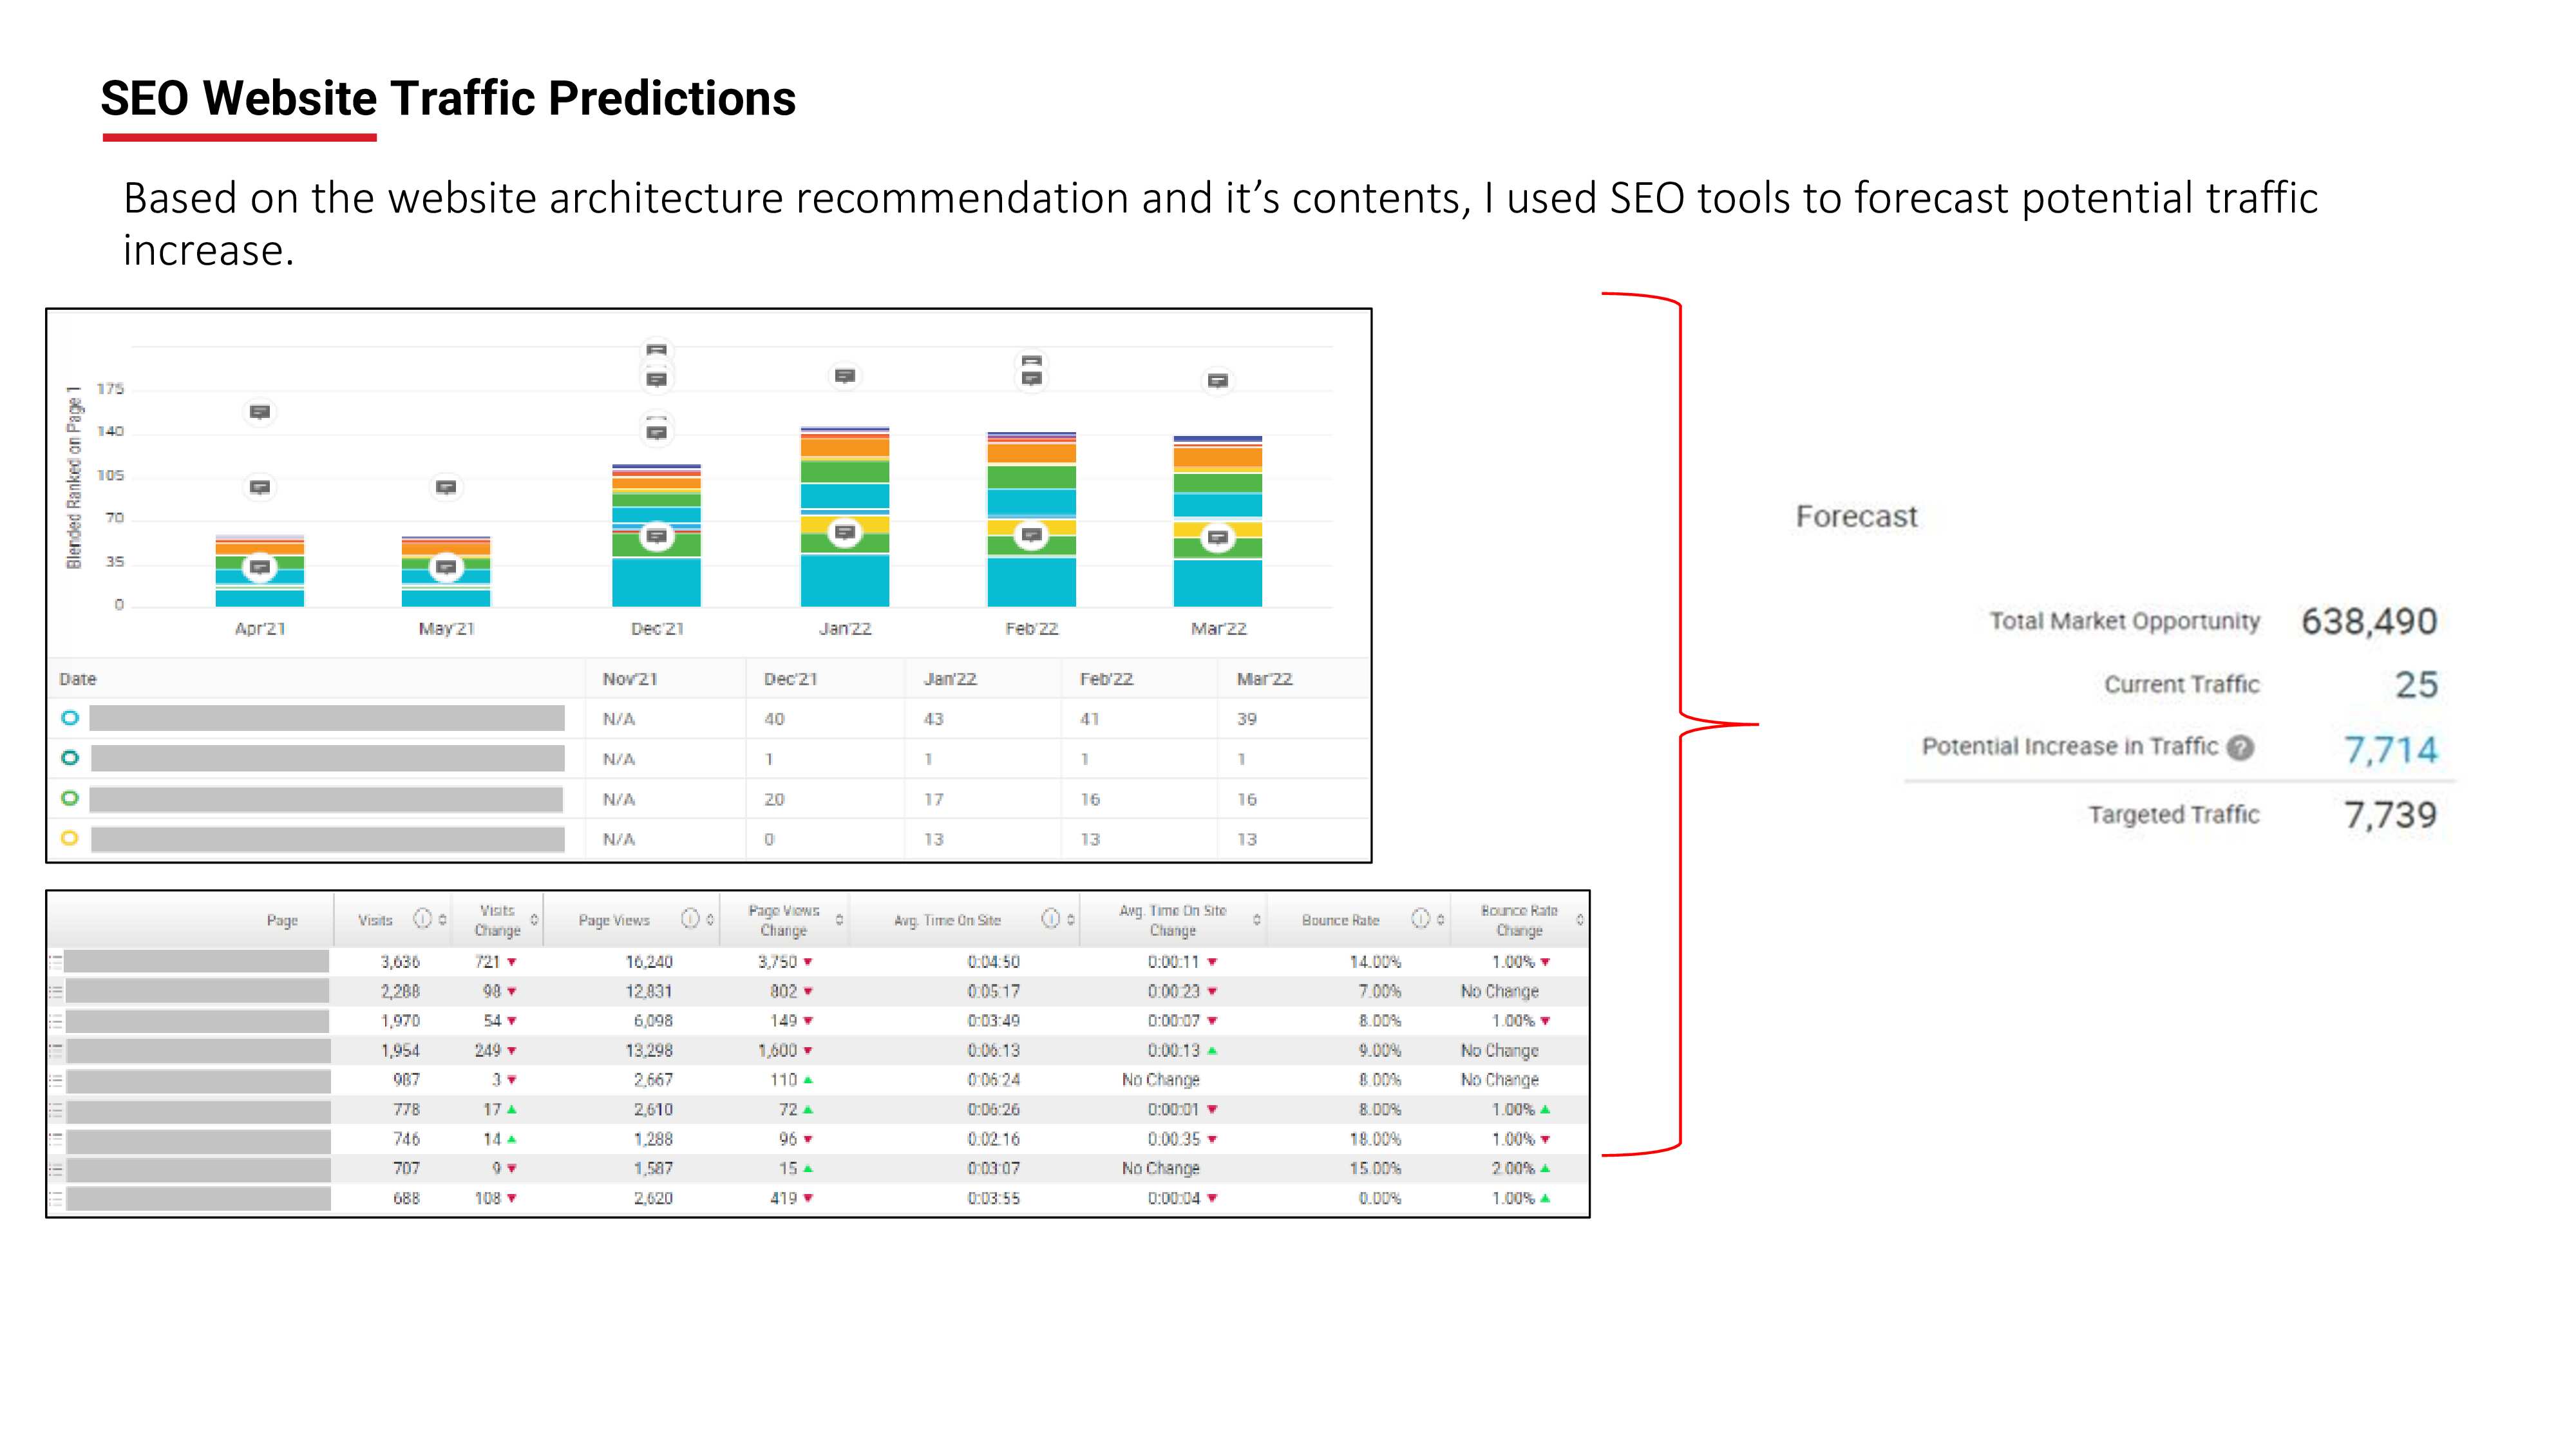 SEO Website Traffic Predictions
Based on the website architecture recommendation and it's contents, I used SEO tools to forecast potential traffic
increase.
Blended Ranked on Page 1
175
140
105
70
35
0
Apr'21 May'21 Dec'21 Jan'22 Feb'22 Mar'22
Date Nov'21 Dec'21 Jan'22 Feb'22 Mar'22
N/A 40 43 41 39
N/A 1 1 1 1
N/A 20 17 16 16
N/A 0 13 13 13
Page Visits Visits Change Page Views Page Views Change Avg. Time On Site Avg. Time On Site Change Bounce Rate Bounce Rate Change
3,636 721 16,240 3,750 0:04:50 0:00:11 14.00% 1.00%
2,288 98 12,831 802 0:05:17 0:00:23 7.00% No Change
1,970 54 6,098 149 0:03:49 0:00:07 8.00% 1.00%
1,954 249 13,298 1,600 0:06:13 0:00:13 9.00% No Change
987 3 2,667 110 0:06:24 No Change 8.00% No Change
778 17 2,610 72 0:06:26 0:00:01 8.00% 1.00%
746 14 1,288 96 0:02:16 0:00:35 18.00% 1.00%
707 9 1,587 15 0:03:07 No Change 15.00% 2.00%
688 108 2,620 419 0:03:55 0:00:04 0.00% 1.00%
Forecast
Total Market Opportunity 638,490
Current Traffic 25
Potential Increase in Traffic ? 7,714
Targeted Traffic 7,739